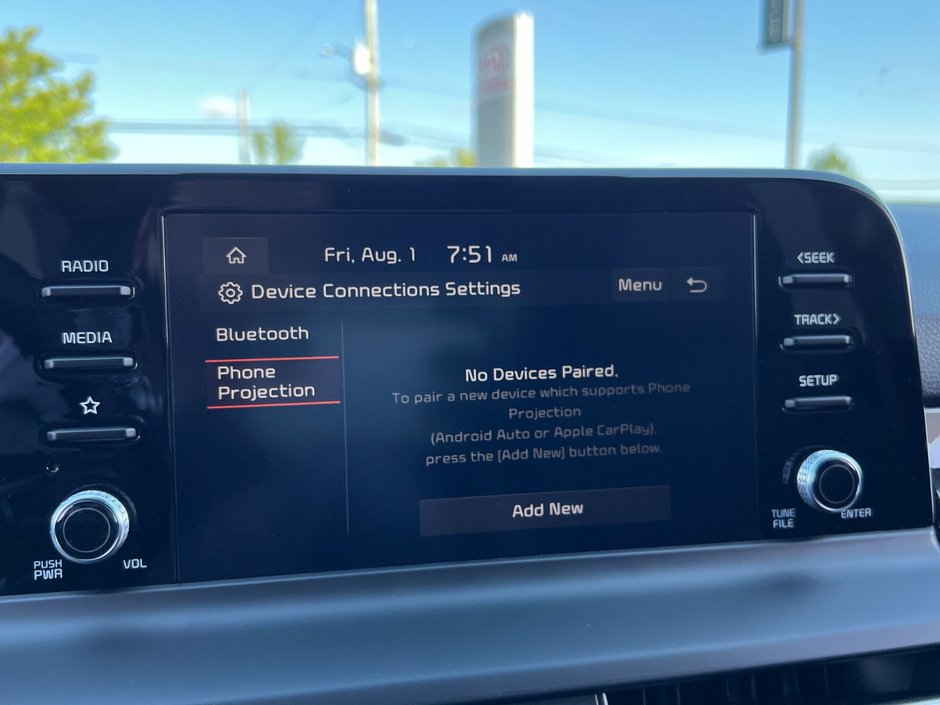 RADIO
MEDIA
PUSH
PWR
VOL
Fri, Aug. 1 7:51 AM
Device Connections Settings
Menu
Bluetooth
Phone
Projection
No Devices Paired.
To pair a new device which supports Phone
Projection
(Android Auto or Apple CarPlay),
press the [Add New] button below.
Add New
<SEEK
TRACK>
SETUP
TUNE
FILE
ENTER